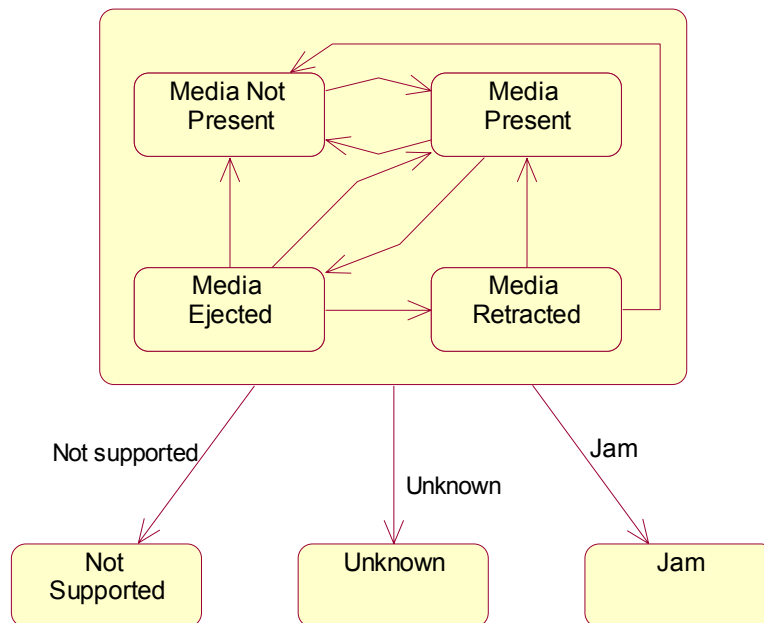 Media Not
Present
Media
Present
Media
Ejected
Media
Retracted
Not supported
Unknown
Jam
Not
Supported
Unknown
Jam